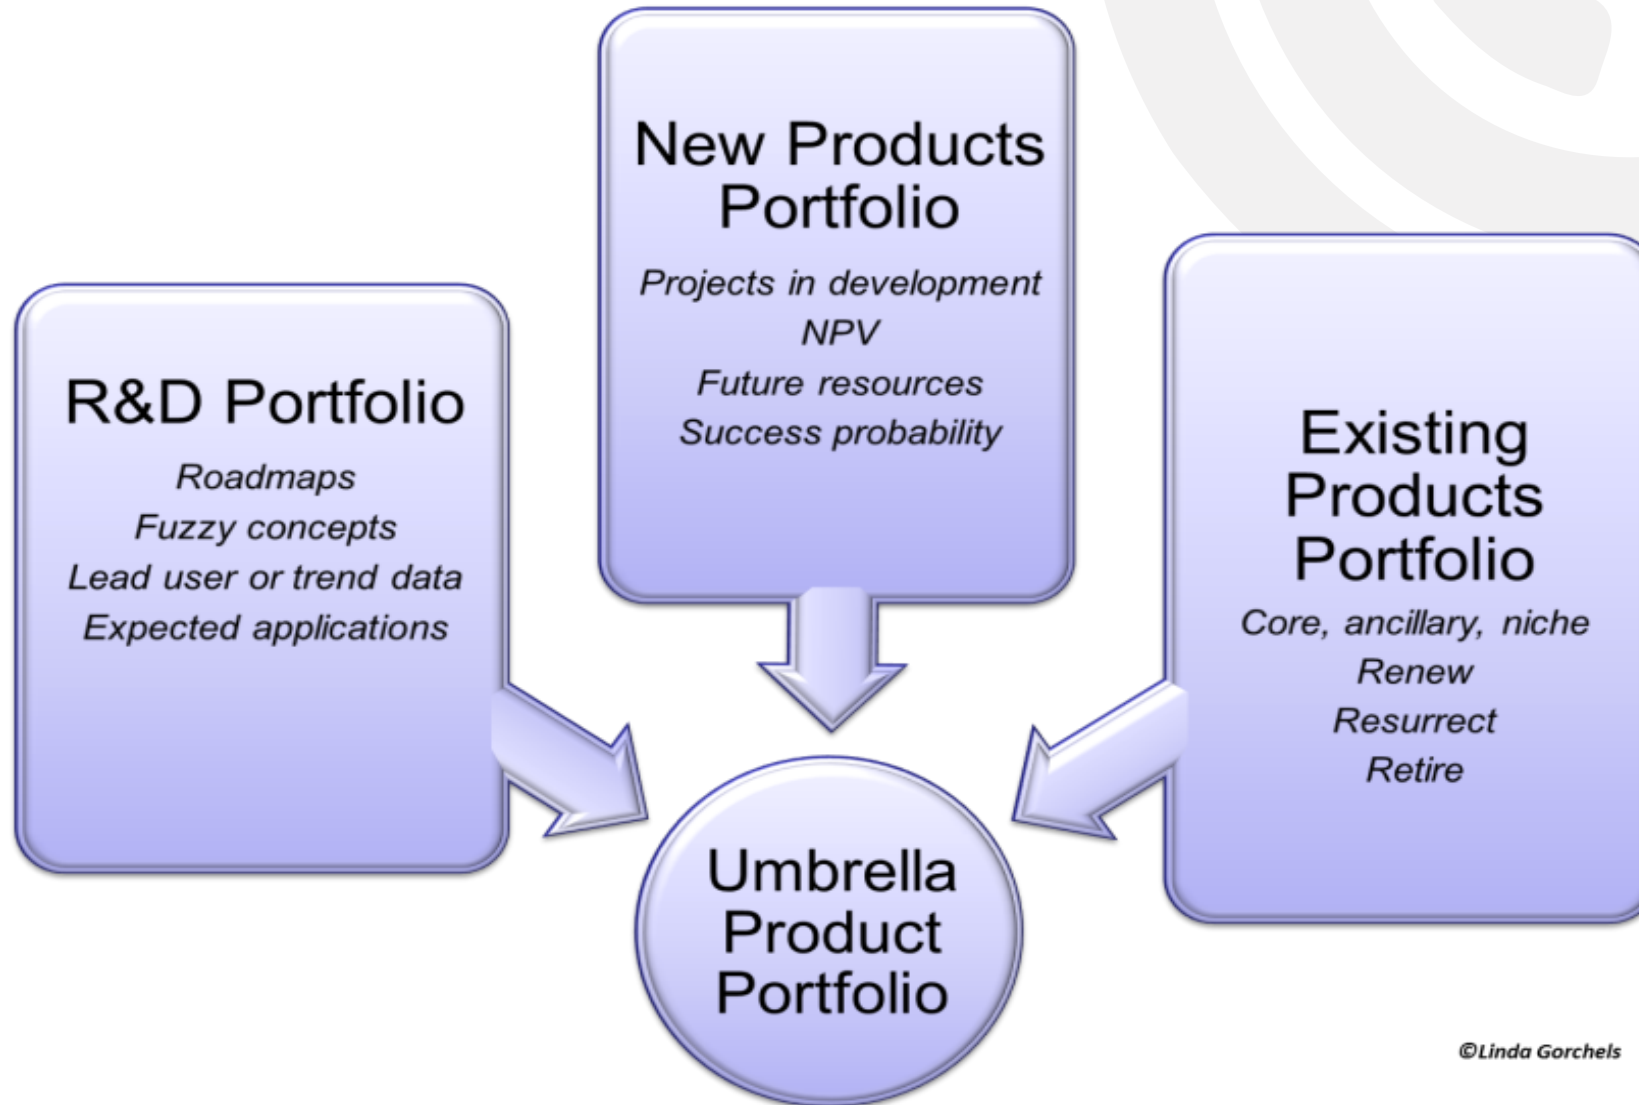 R&D Portfolio
Roadmaps
Fuzzy concepts
Lead user or trend data
Expected applications
New Products
Portfolio
Projects in development
NPV
Future resources
Success probability
Existing
Products
Portfolio
Core, ancillary, niche
Renew
Resurrect
Retire
Umbrella
Product
Portfolio
©Linda Gorchels